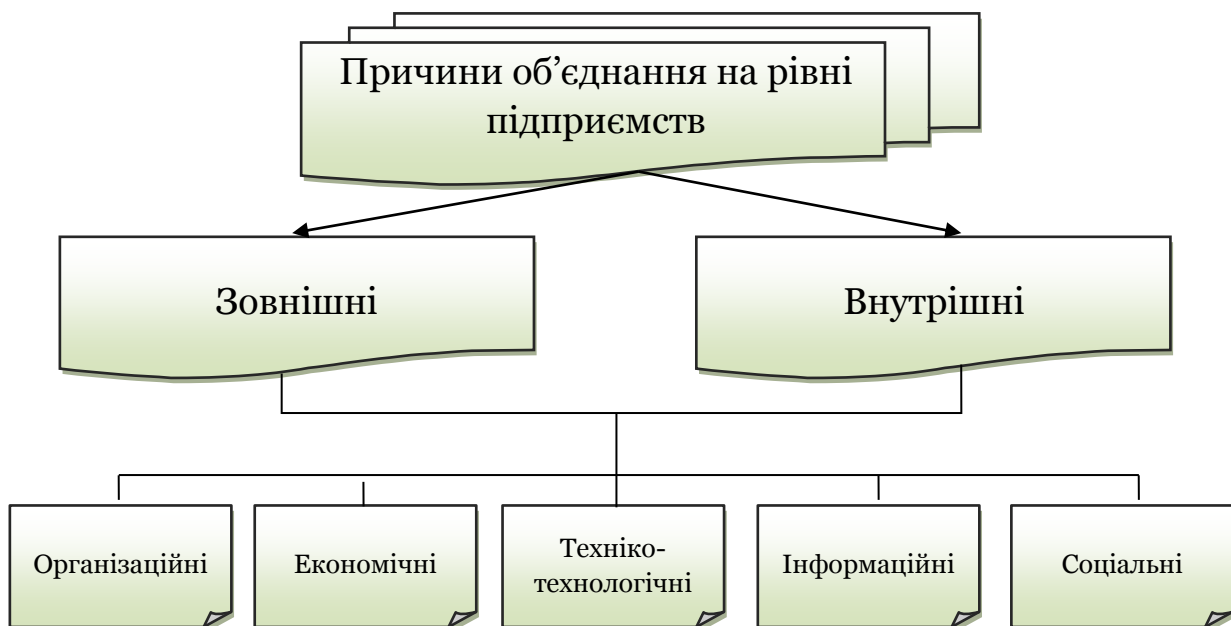 Причини об’єднання на рівні
підприємств
Зовнішні
Внутрішні
Організаційні
Економічні
Техніко-
технологічні
Інформаційні
Соціальні